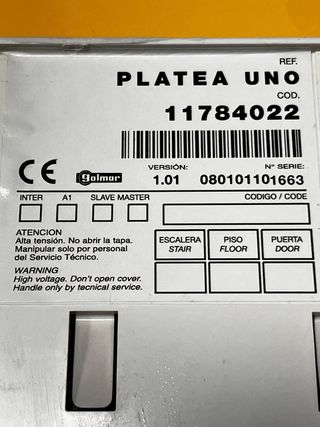 REF.
PLATEA UNO
COD.
11784022
CE golmar
VERSIÓN: Nº SERIE:
1.01 080101101663
INTER A1 SLAVE MASTER CODIGO / CODE
ATENCION
Alta tensión. No abrir la tapa.
Manipular solo por personal
del Servicio Técnico.
WARNING
High voltage. Don't open cover.
Handle only by tecnical service.
ESCALERA PISO PUERTA
STAIR FLOOR DOOR